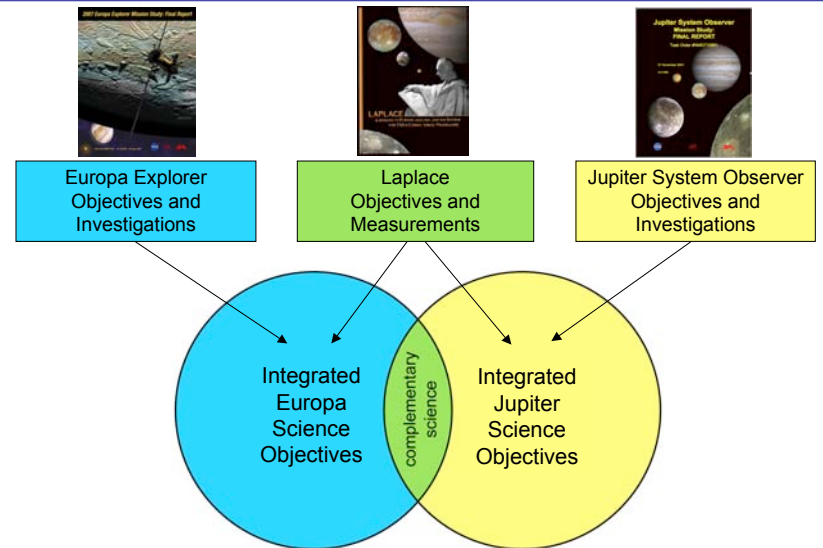 2007 Europa Explorer Mission Study: Final Report
LAPLACE
Jupiter System Observer
Mission Study:
FINAL REPORT
Europa Explorer
Objectives and
Investigations
Laplace
Objectives and
Measurements
Jupiter System Observer
Objectives and
Investigations
Integrated
Europa
Science
Objectives
complementary
science
Integrated
Jupiter
Science
Objectives